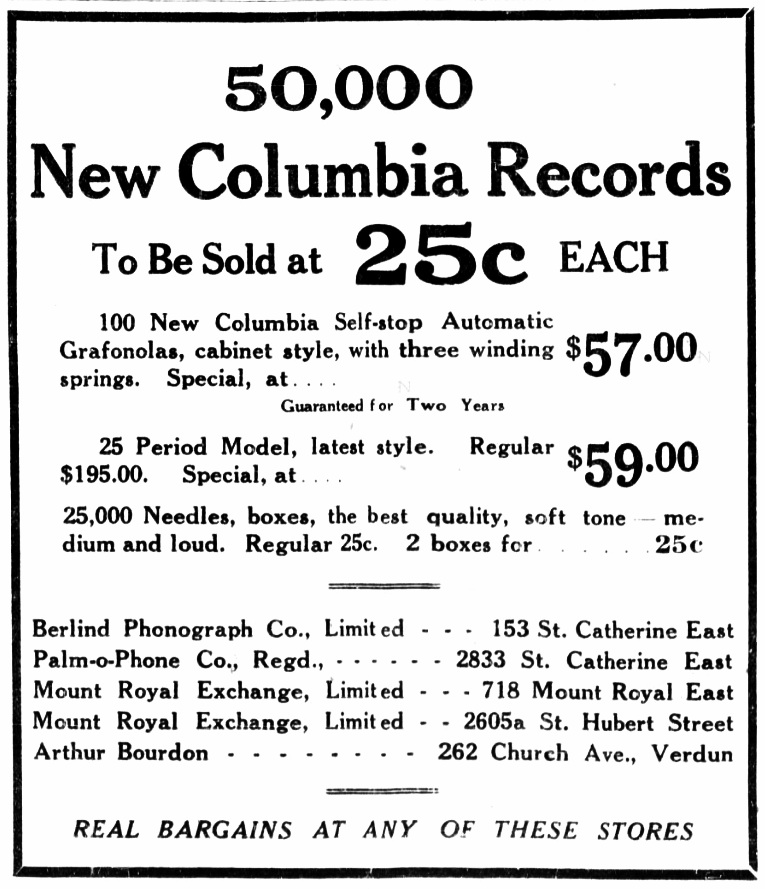 50,000
New Columbia Records
To Be Sold at 25c EACH
100 New Columbia Self-stop Automatic
Grafonolas, cabinet style, with three winding $57.00
springs. Special, at....
Guaranteed for Two Years
25 Period Model, latest style. Regular $59.00
$195.00. Special, at....
25,000 Needles, boxes, the best quality, soft tone — me-
dium and loud. Regular 25c. 2 boxes for . . . . . . 25c
Berlind Phonograph Co., Limited - - - 153 St. Catherine East
Palm-o-Phone Co., Regd., - - - - - - 2833 St. Catherine East
Mount Royal Exchange, Limited - - - 718 Mount Royal East
Mount Royal Exchange, Limited - - 2605a St. Hubert Street
Arthur Bourdon - - - - - - - - 262 Church Ave., Verdun
REAL BARGAINS AT ANY OF THESE STORES